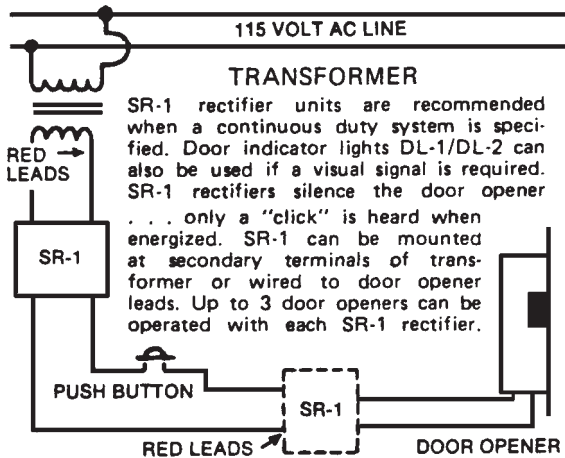 115 VOLT AC LINE
TRANSFORMER
SR-1 rectifier units are recommended
when a continuous duty system is speci-
fied. Door indicator lights DL-1/DL-2 can
also be used if a visual signal is required.
SR-1 rectifiers silence the door opener
. . . only a "click" is heard when
energized. SR-1 can be mounted
at secondary terminals of trans-
former or wired to door opener
leads. Up to 3 door openers can be
operated with each SR-1 rectifier.
RED
LEADS
SR-1
PUSH BUTTON
SR-1
RED LEADS
DOOR OPENER